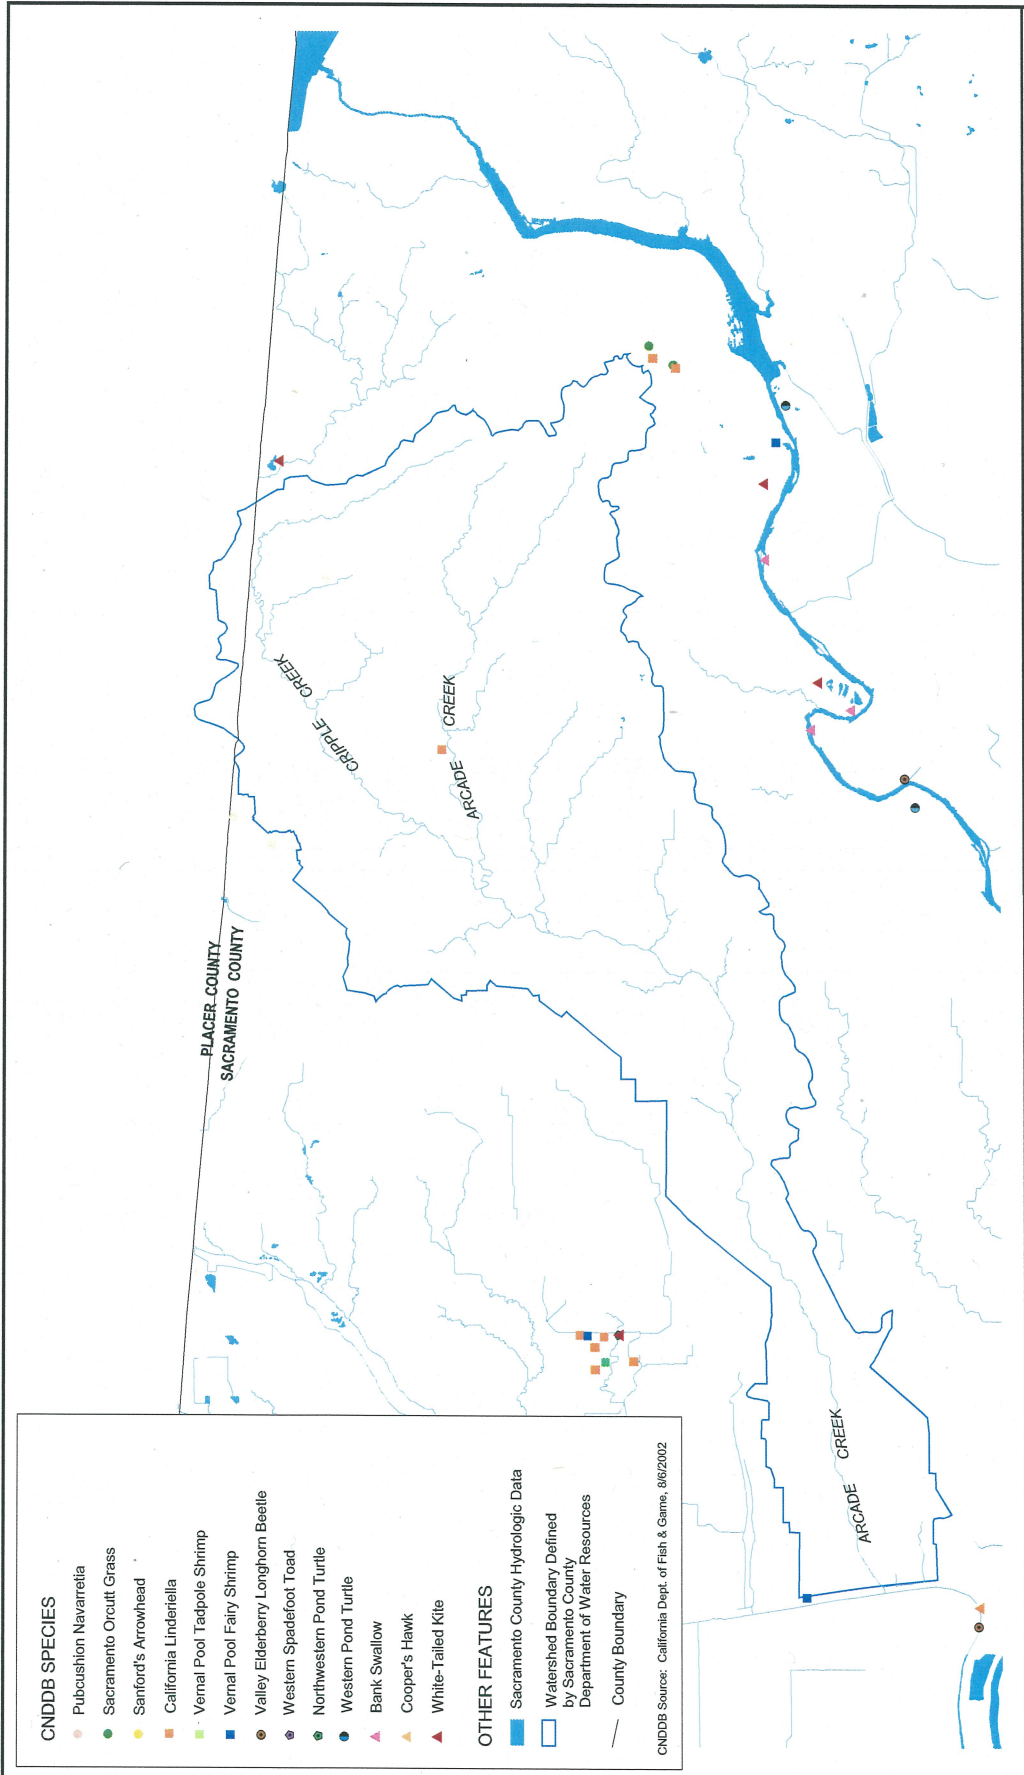 PLACER COUNTY
SACRAMENTO COUNTY
CRIPPLE CREEK
ARCADE CREEK
ARCADE CREEK
CNDDB SPECIES
Pubcushion Navarretia
Sacramento Orcutt Grass
Sanford's Arrowhead
California Linderiella
Vernal Pool Tadpole Shrimp
Vernal Pool Fairy Shrimp
Valley Elderberry Longhorn Beetle
Western Spadefoot Toad
Northwestern Pond Turtle
Western Pond Turtle
Bank Swallow
Cooper's Hawk
White-Tailed Kite
OTHER FEATURES
Sacramento County Hydrologic Data
Watershed Boundary Defined
by Sacramento County
Department of Water Resources
County Boundary
CNDDB Source: California Dept. of Fish & Game, 8/6/2002